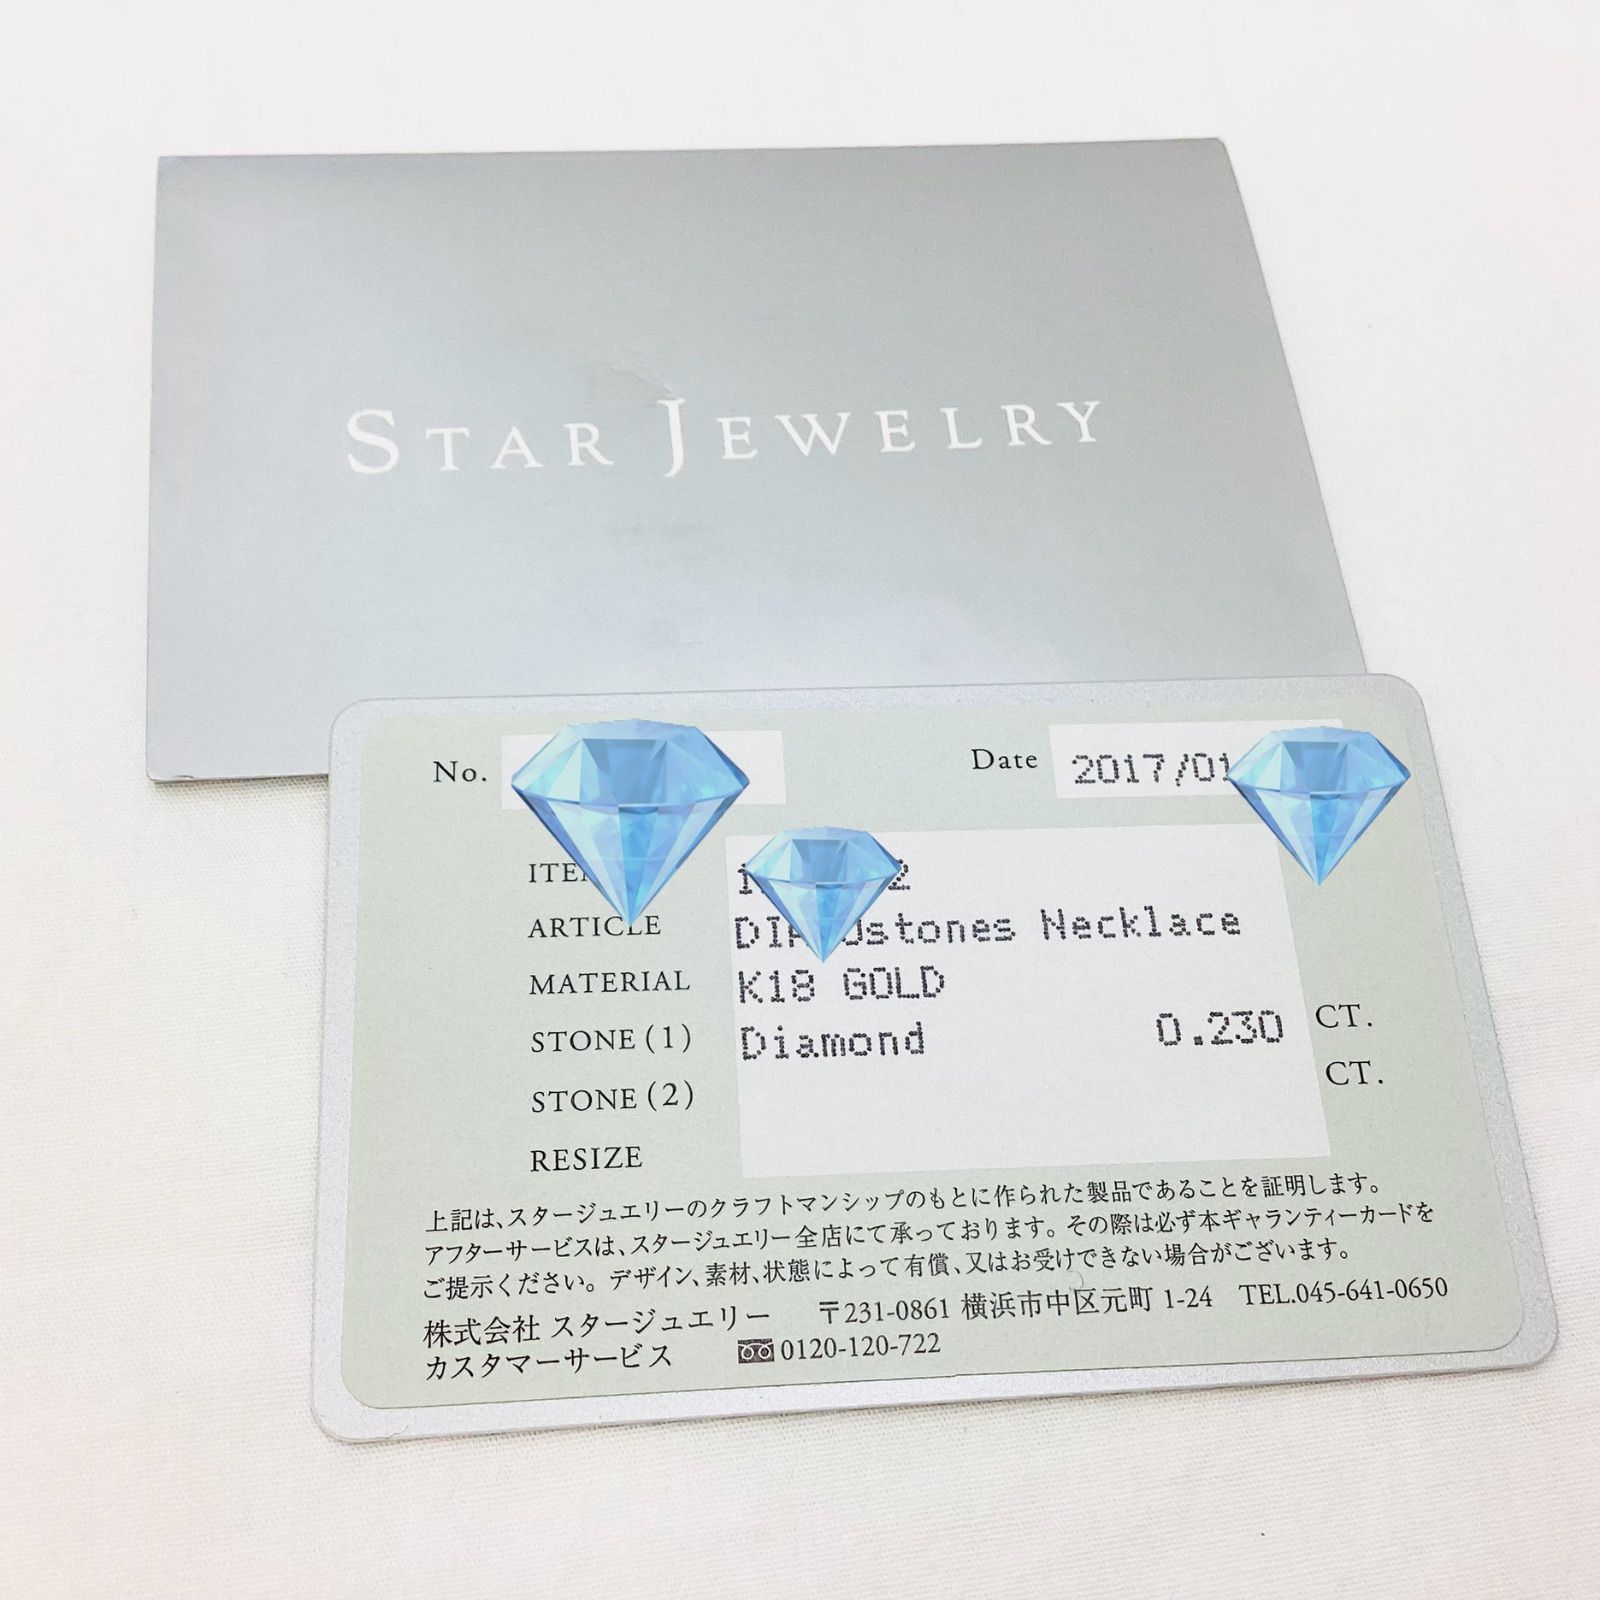 STAR JEWELRY
No.
Date 2017/01
ARTICLE Necklace
MATERIAL K18 GOLD
STONE (1) Diamond 0.230 CT.
STONE (2) CT.
RESIZE
上記は、スタージュエリーのクラフトマンシップのもとに作られた製品であることを証明します。
アフターサービスは、スタージュエリー全店にて承っております。その際は必ず本ギャランティーカードを
ご提示ください。デザイン、素材、状態によって有償、又はお受けできない場合がございます。
株式会社 スタージュエリー 〒231-0861 横浜市中区元町 1-24 TEL.045-641-0650
カスタマーサービス 0120-120-722